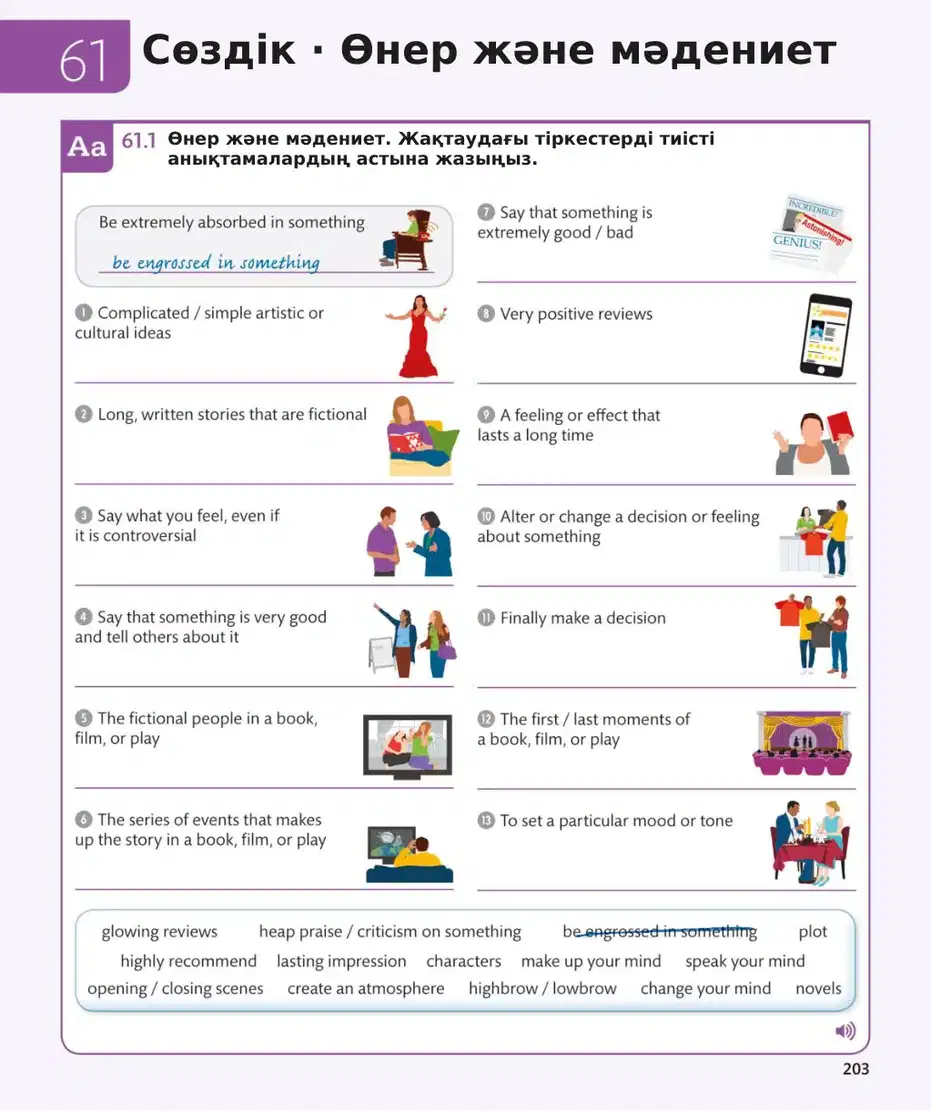 61
Сөздік · Өнер және мәдениет
Aa 61.1 Өнер және мәдениет. Жақтаудағы тіркестерді тиісті
анықтамалардың астына жазыңыз.
Be extremely absorbed in something
be engrossed in something
1 Complicated / simple artistic or
cultural ideas
2 Long, written stories that are fictional
3 Say what you feel, even if
it is controversial
4 Say that something is very good
and tell others about it
5 The fictional people in a book,
film, or play
6 The series of events that makes
up the story in a book, film, or play
7 Say that something is
extremely good / bad
INCREDIBLE!
Astonishing!
GENIUS!
8 Very positive reviews
9 A feeling or effect that
lasts a long time
10 Alter or change a decision or feeling
about something
11 Finally make a decision
12 The first / last moments of
a book, film, or play
13 To set a particular mood or tone
glowing reviews heap praise / criticism on something be engrossed in something plot
highly recommend lasting impression characters make up your mind speak your mind
opening / closing scenes create an atmosphere highbrow / lowbrow change your mind novels
203